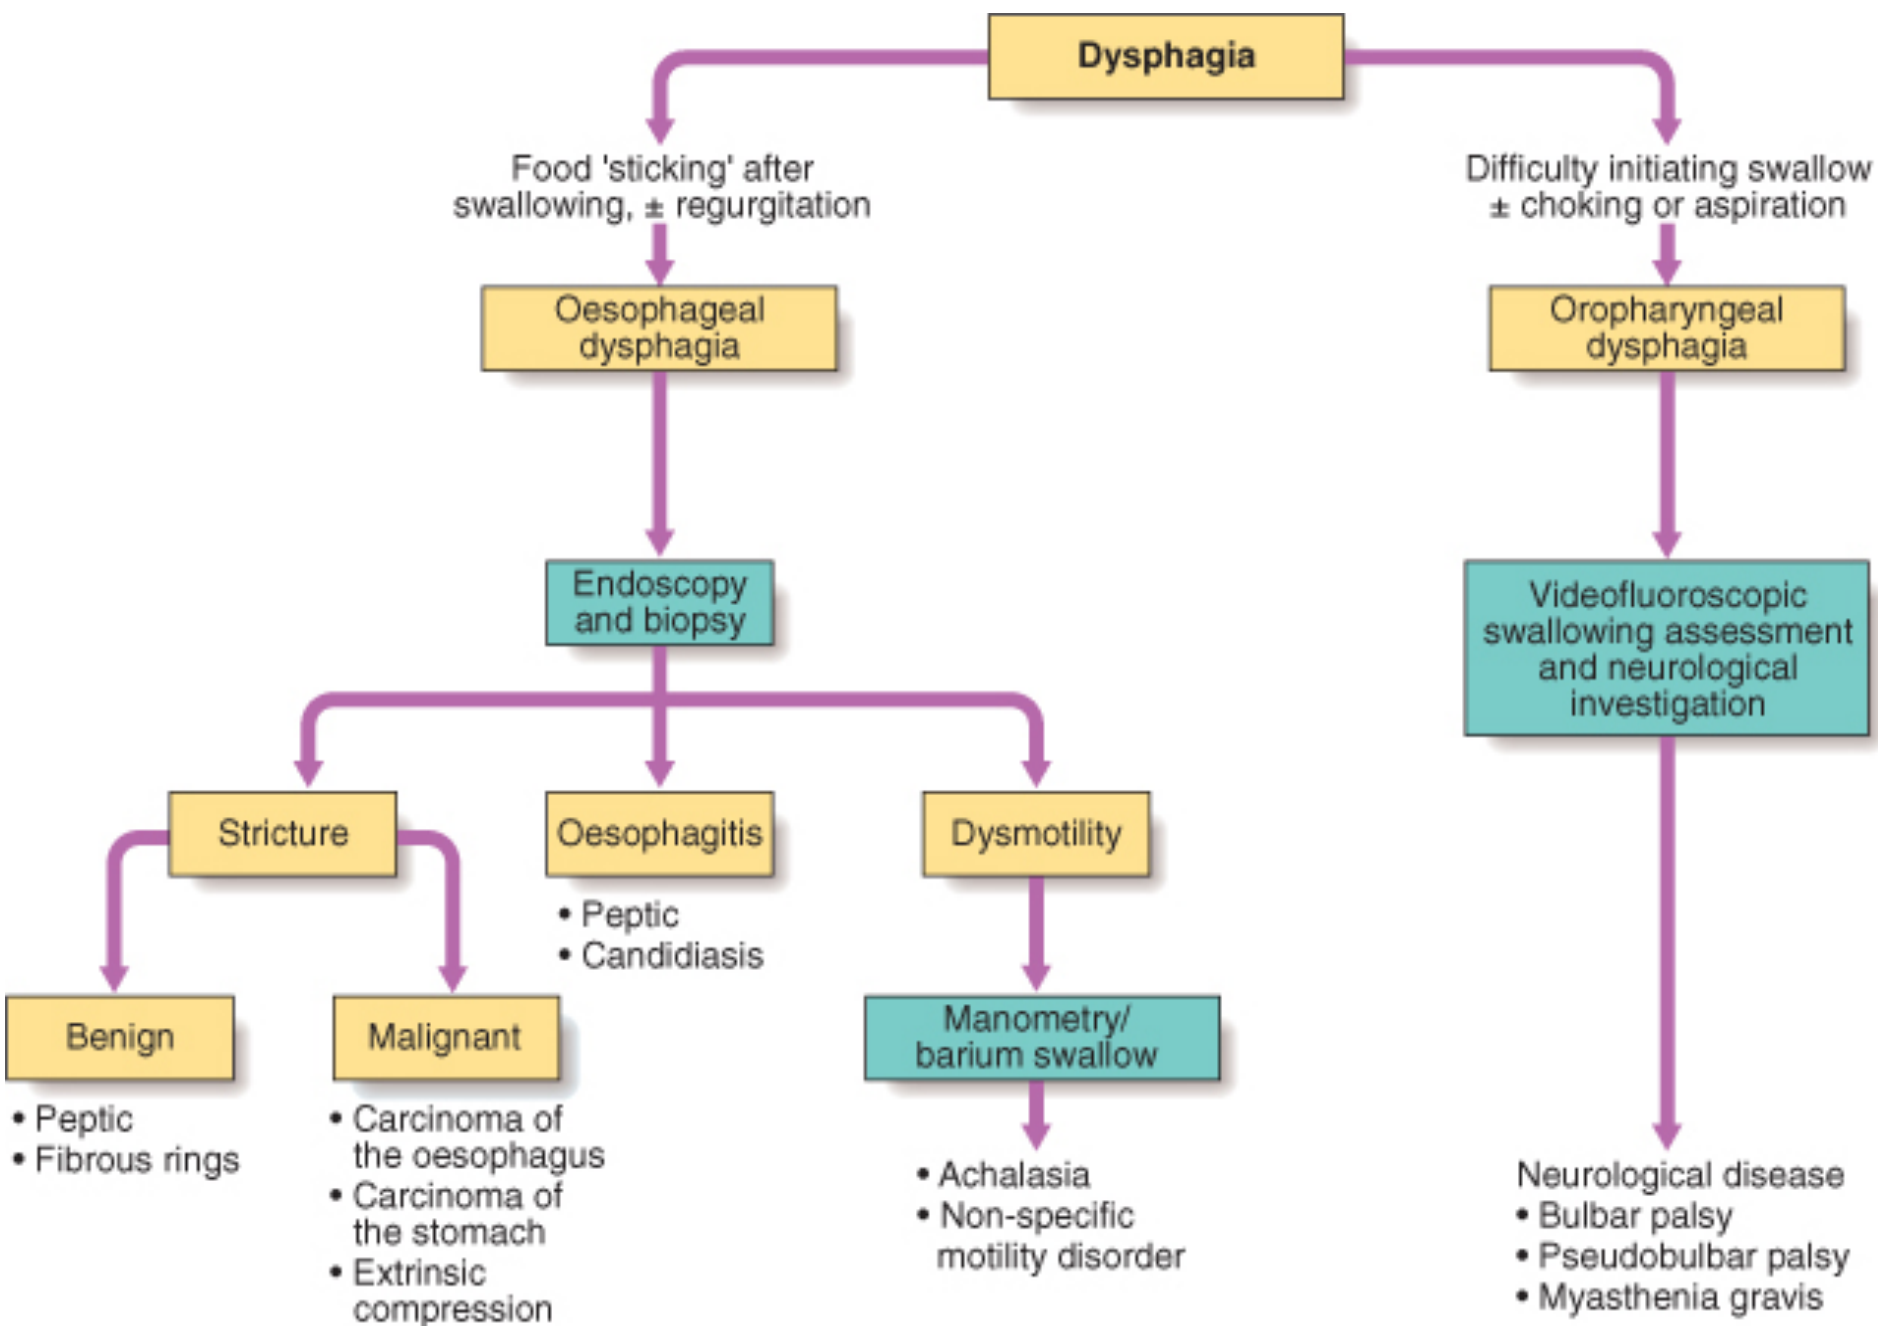 Dysphagia
Food 'sticking' after
swallowing, ± regurgitation
Difficulty initiating swallow
± choking or aspiration
Oesophageal
dysphagia
Oropharyngeal
dysphagia
Endoscopy
and biopsy
Videofluoroscopic
swallowing assessment
and neurological
investigation
Stricture
Oesophagitis
• Peptic
• Candidiasis
Dysmotility
Benign
• Peptic
• Fibrous rings
Malignant
• Carcinoma of
the oesophagus
• Carcinoma of
the stomach
• Extrinsic
compression
Manometry/
barium swallow
• Achalasia
• Non-specific
motility disorder
Neurological disease
• Bulbar palsy
• Pseudobulbar palsy
• Myasthenia gravis